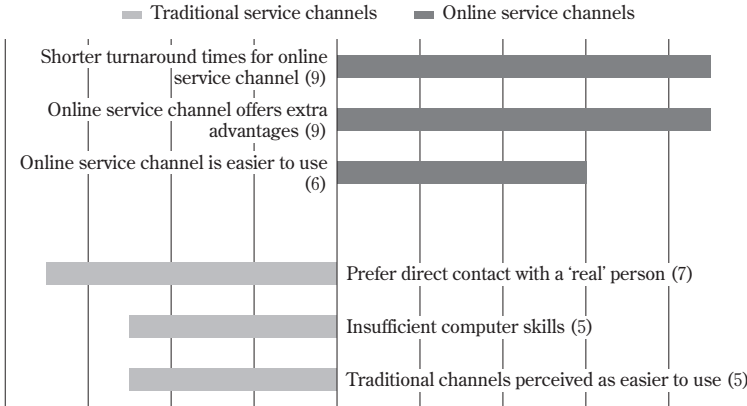 Traditional service channels Online service channels
Shorter turnaround times for online
service channel (9)
Online service channel offers extra
advantages (9)
Online service channel is easier to use
(6)
Prefer direct contact with a ‘real’ person (7)
Insufficient computer skills (5)
Traditional channels perceived as easier to use (5)